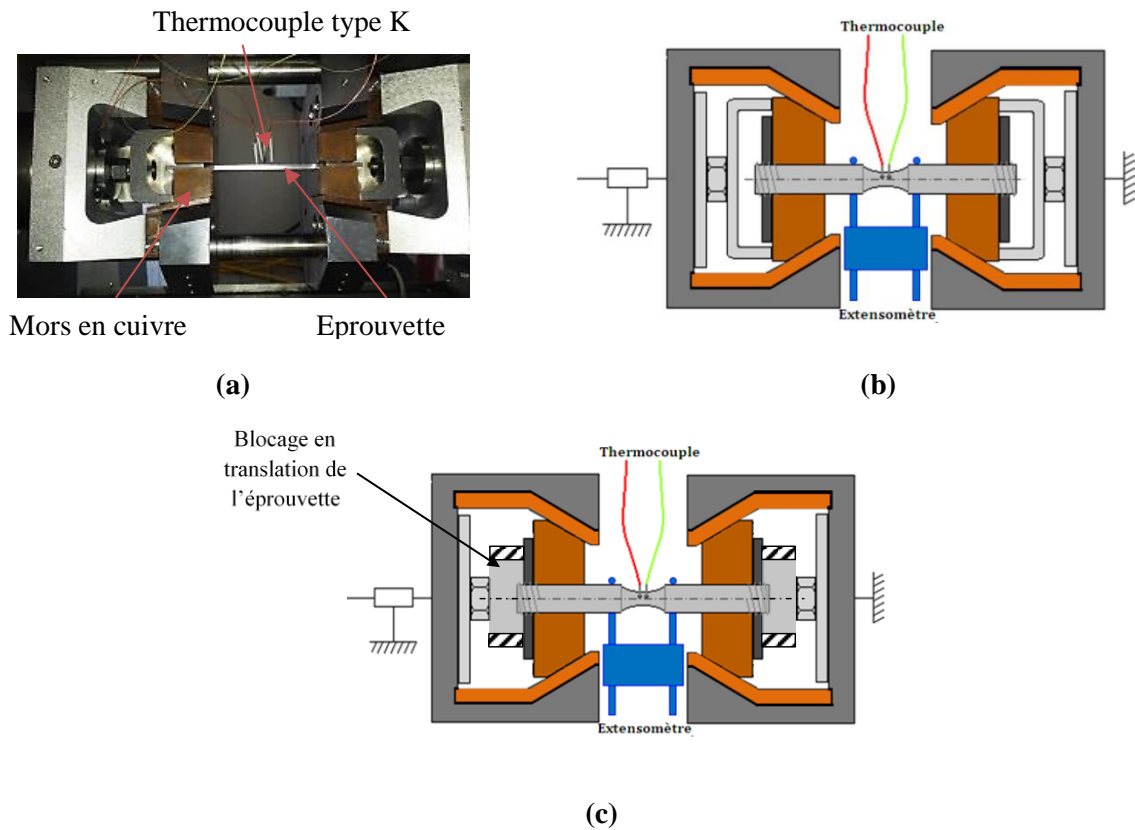 Thermocouple type K
Mors en cuivre
Eprouvette
(a)
Thermocouple
Extensomètre
(b)
Blocage en
translation de
l'éprouvette
Thermocouple
Extensomètre
(c)